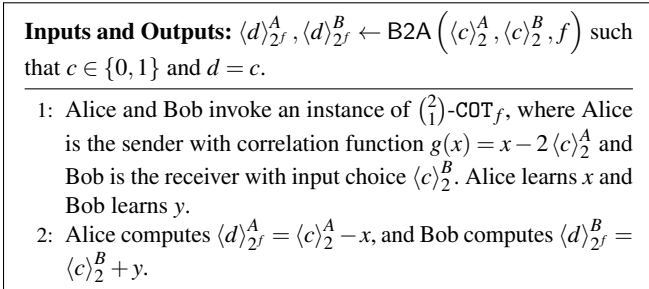 Inputs and Outputs: ⟨d⟩^A_{2^f}, ⟨d⟩^B_{2^f} ← B2A(⟨c⟩^A_2, ⟨c⟩^B_2, f) such
that c ∈ {0,1} and d = c.
1: Alice and Bob invoke an instance of (2 1)-COT_f, where Alice
is the sender with correlation function g(x) = x − 2⟨c⟩^A_2 and
Bob is the receiver with input choice ⟨c⟩^B_2. Alice learns x and
Bob learns y.
2: Alice computes ⟨d⟩^A_{2^f} = ⟨c⟩^A_2 − x, and Bob computes ⟨d⟩^B_{2^f} =
⟨c⟩^B_2 + y.